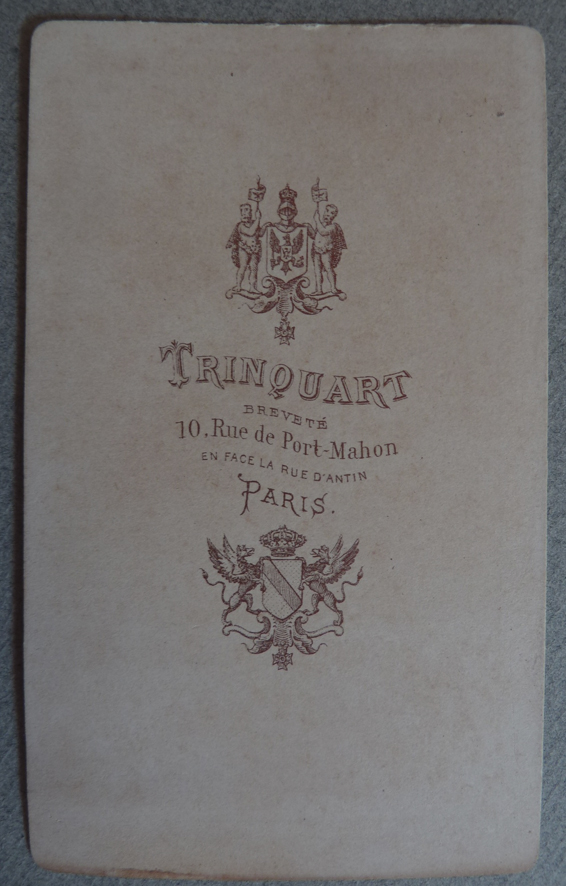 TRINQUART
BREVETÉ
10, Rue de Port-Mahon
EN FACE LA RUE D'ANTIN
PARIS.